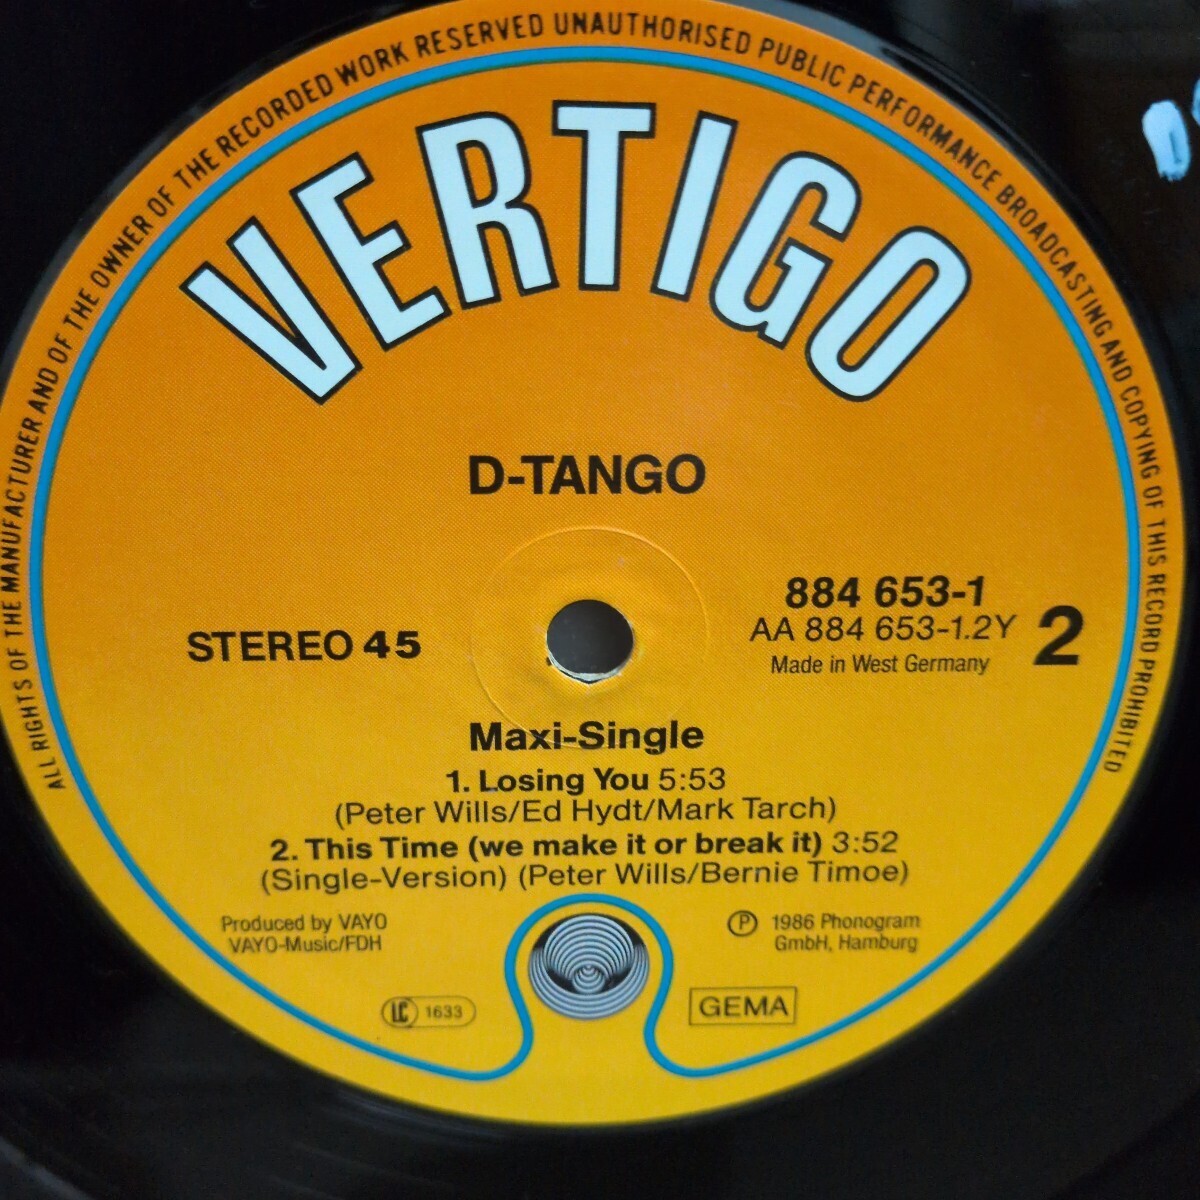 ALL RIGHTS OF THE MANUFACTURER AND OF THE OWNER OF THE RECORDED WORK RESERVED UNAUTHORISED PUBLIC PERFORMANCE BROADCASTING AND COPYING OF THIS RECORD PROHIBITED
VERTIGO
D-TANGO
884 653-1
AA 884 653-1.2Y
2
Made in West Germany
STEREO 45
Maxi-Single
1. Losing You 5:53
(Peter Wills/Ed Hydt/Mark Tarch)
2. This Time (we make it or break it) 3:52
(Single-Version) (Peter Wills/Bernie Timoe)
Produced by VAYO
VAYO-Music/FDH
Ⓟ 1986 Phonogram
GmbH, Hamburg
LC 1633
GEMA